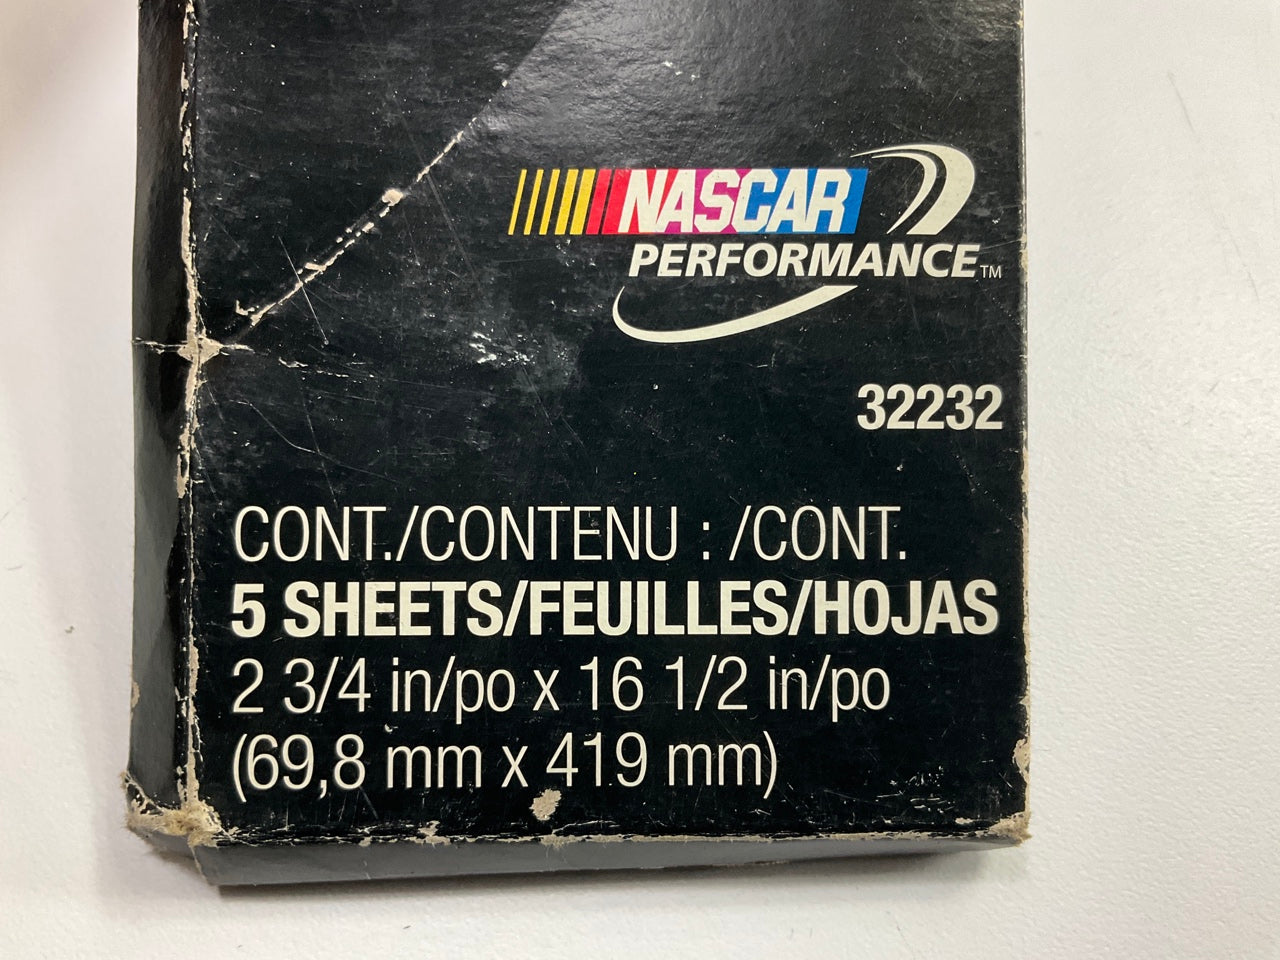 NASCAR
PERFORMANCE™
32232
CONT./CONTENU : /CONT.
5 SHEETS/FEUILLES/HOJAS
2 3/4 in/po x 16 1/2 in/po
(69,8 mm x 419 mm)